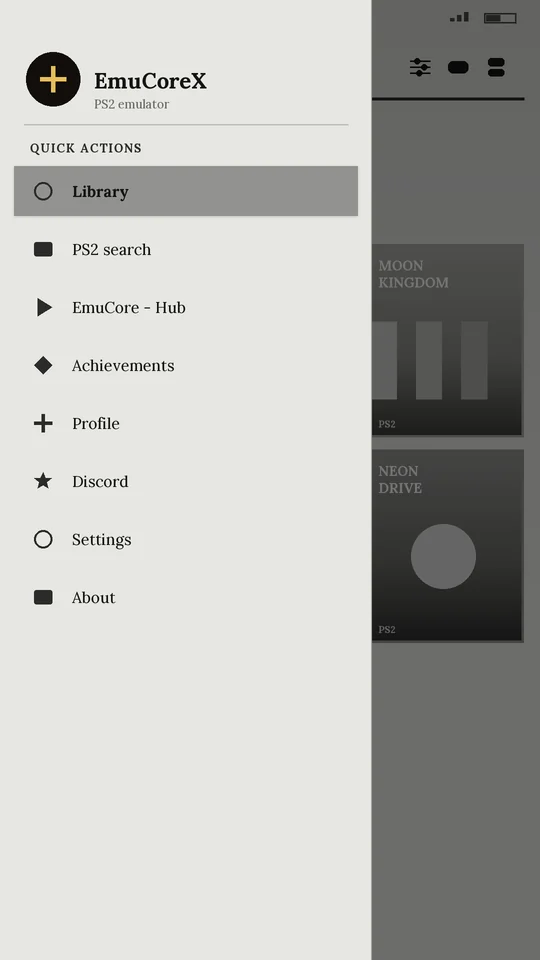 EmuCoreX
PS2 emulator
QUICK ACTIONS
Library
PS2 search
EmuCore - Hub
Achievements
Profile
Discord
Settings
About
MOON
KINGDOM
PS2
NEON
DRIVE
PS2